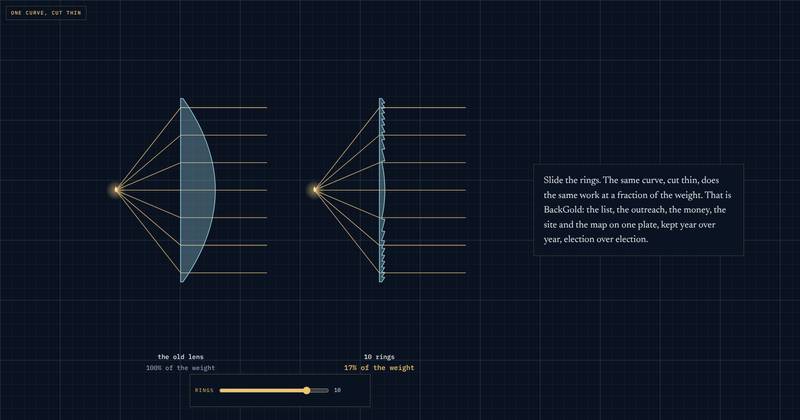 ONE CURVE, CUT THIN
Slide the rings. The same curve, cut thin, does
the same work at a fraction of the weight. That is
BackGold: the list, the outreach, the money, the
site and the map on one plate, kept year over
year, election over election.
the old lens
100% of the weight
10 rings
17% of the weight
RINGS 10